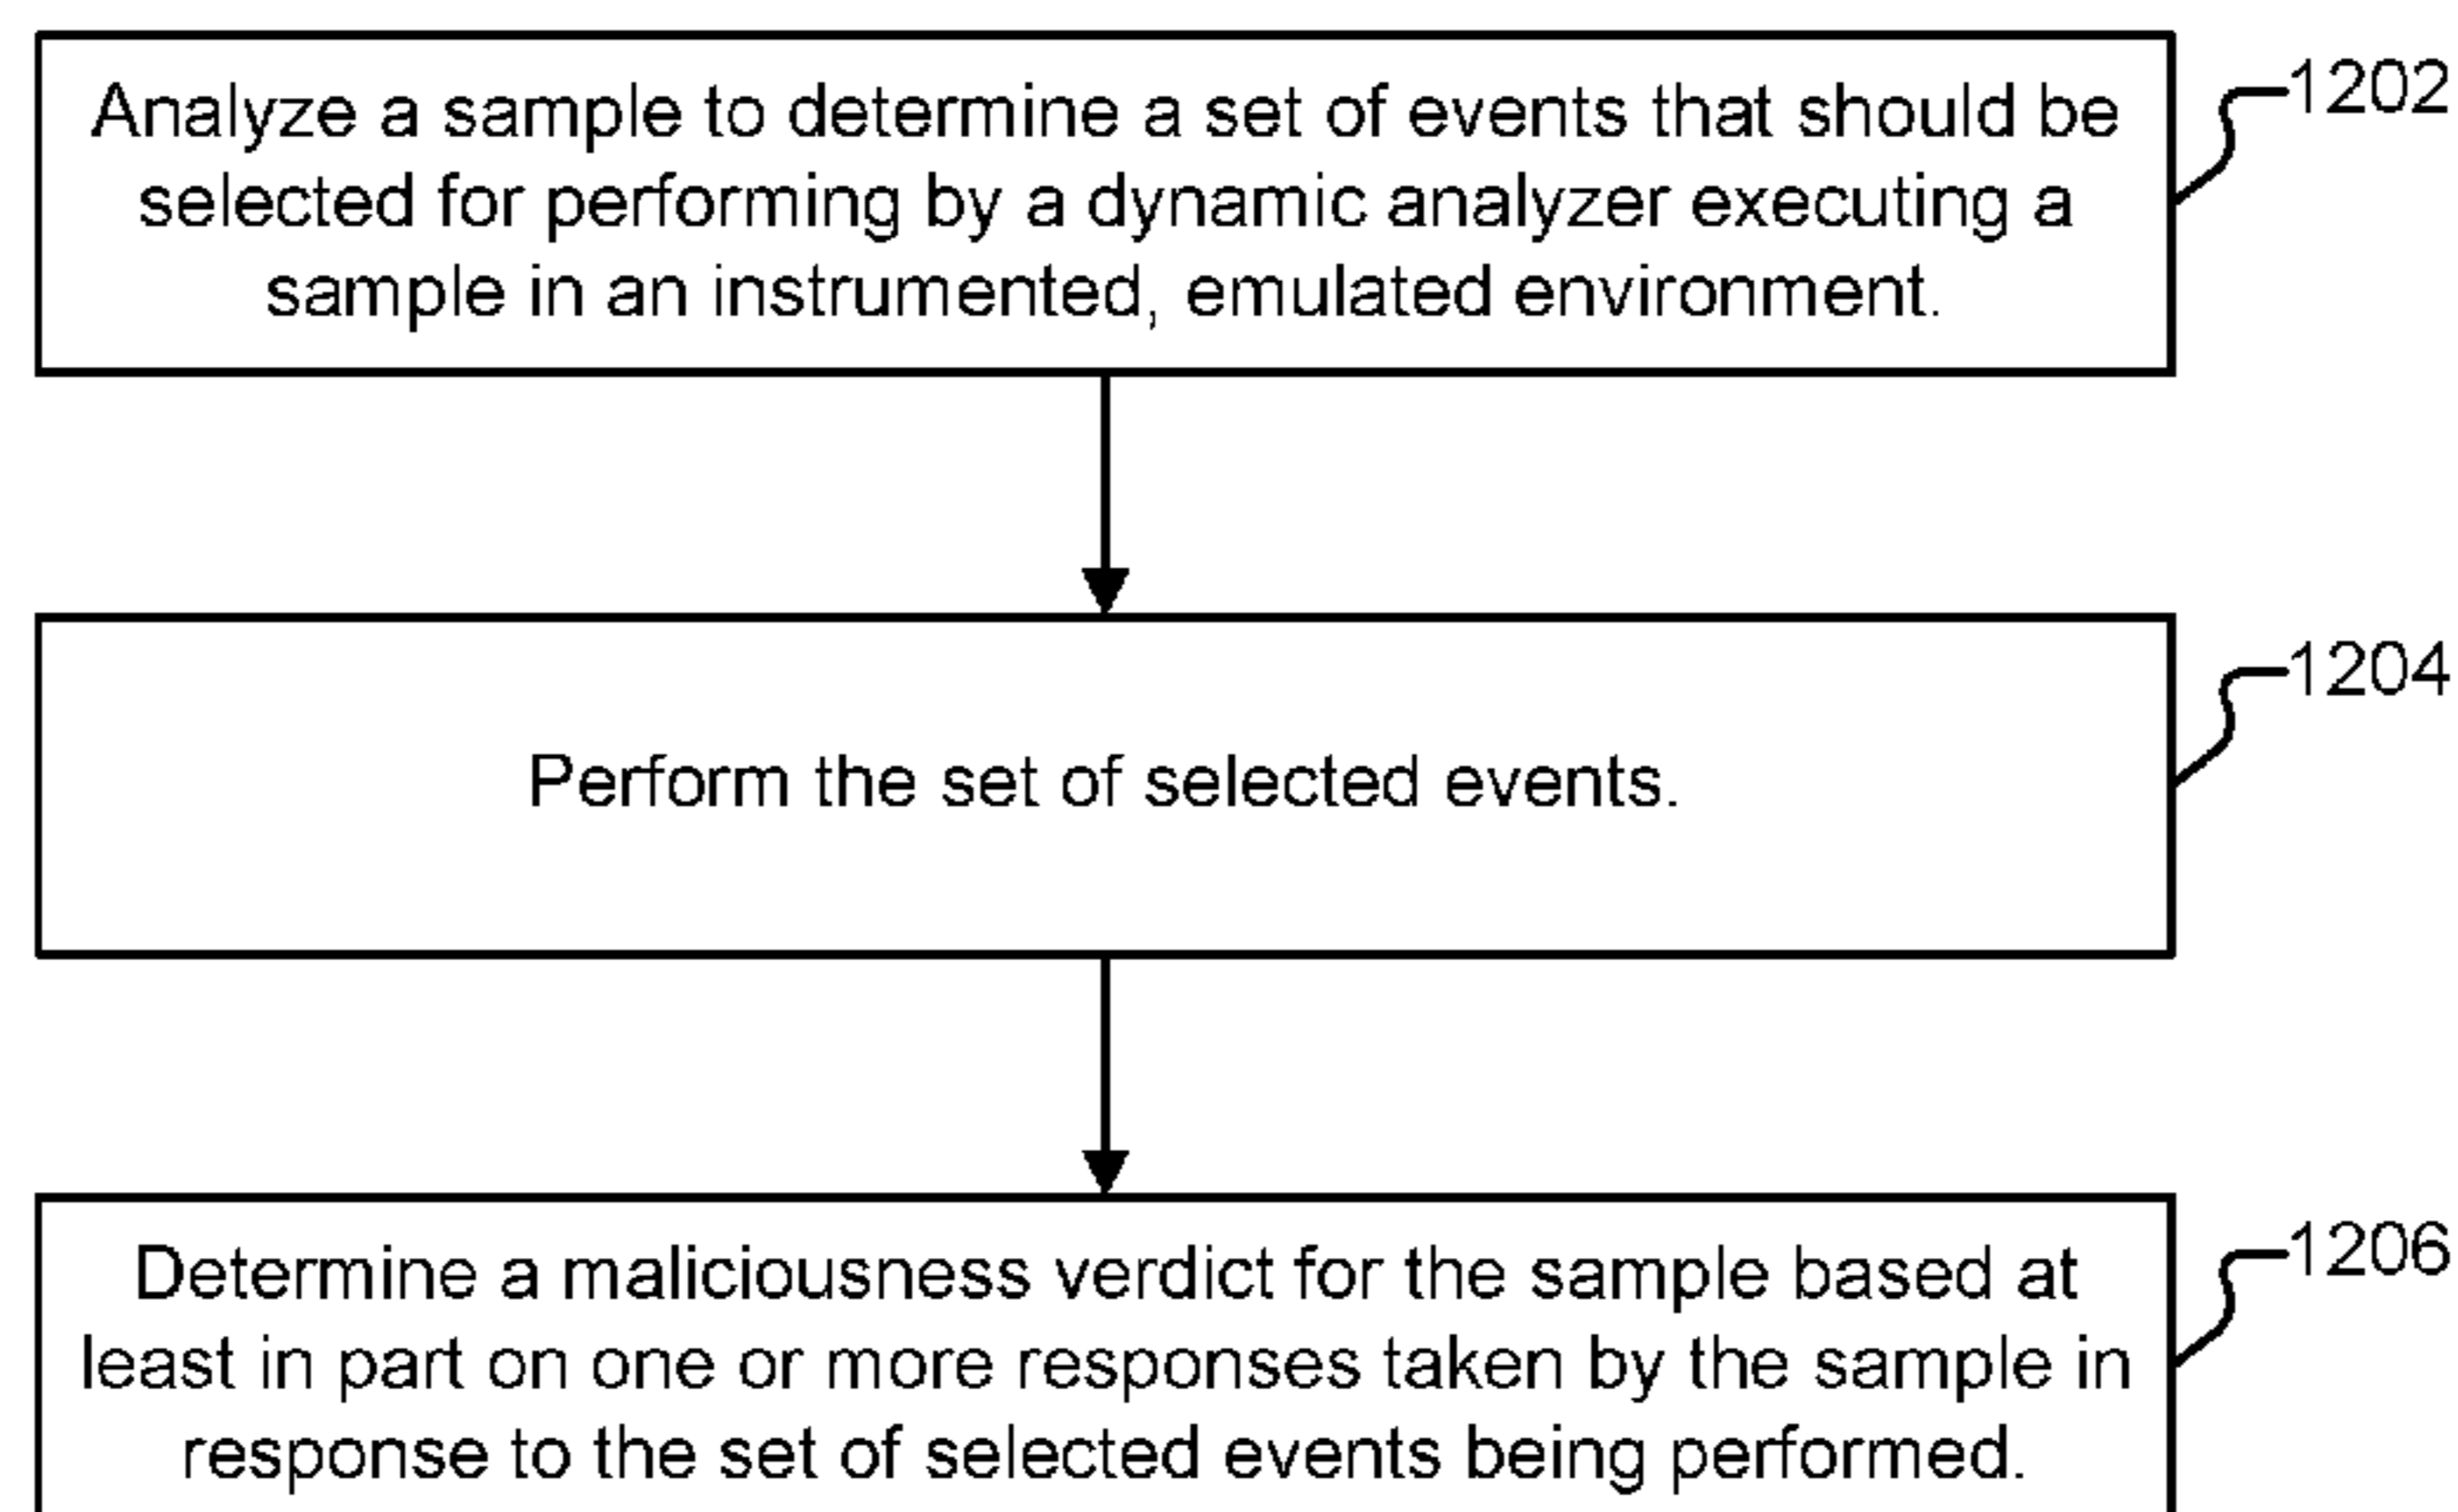 Analyze a sample to determine a set of events that should be
selected for performing by a dynamic analyzer executing a
sample in an instrumented, emulated environment.
1202
Perform the set of selected events.
1204
Determine a maliciousness verdict for the sample based at
least in part on one or more responses taken by the sample in
response to the set of selected events being performed.
1206